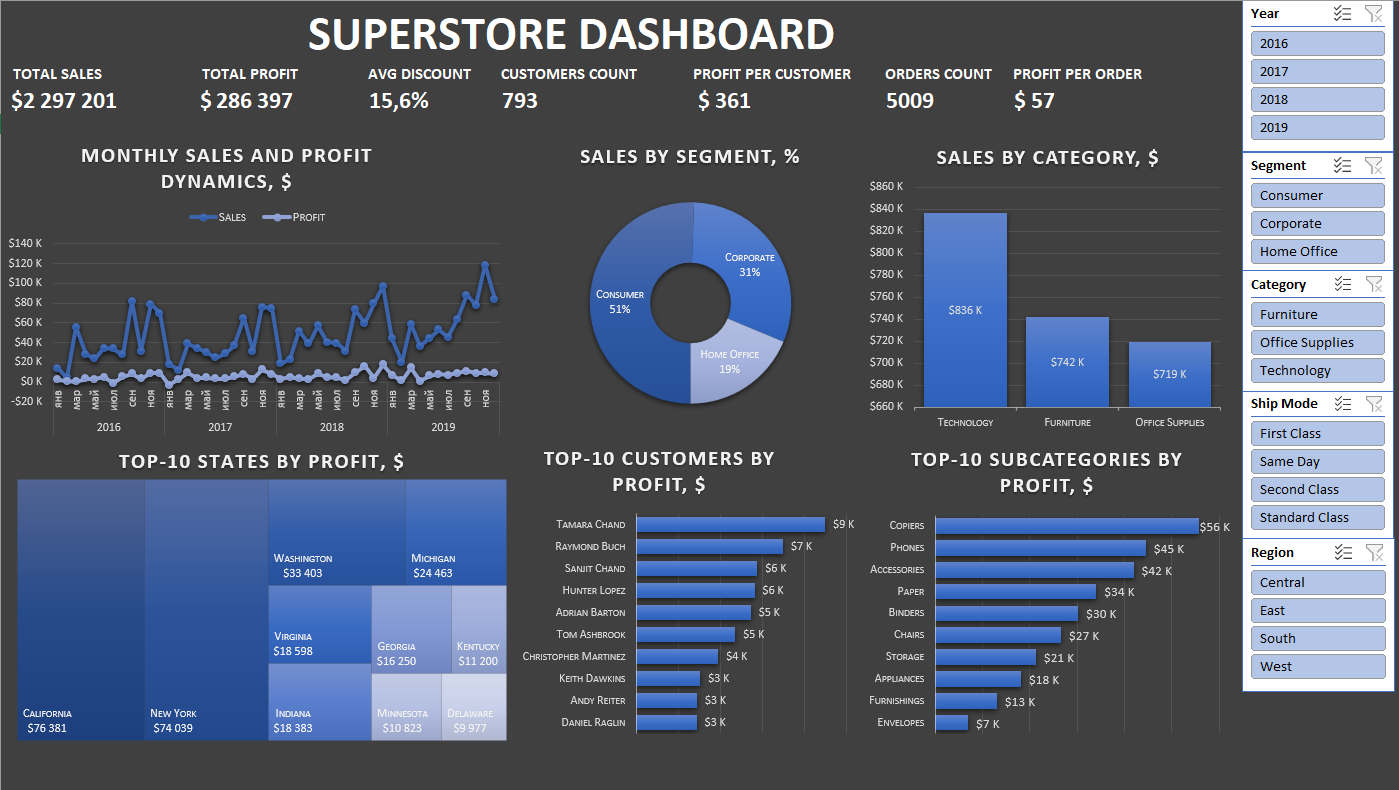 SUPERSTORE DASHBOARD
TOTAL SALES
$2 297 201
TOTAL PROFIT
$ 286 397
AVG DISCOUNT
15,6%
CUSTOMERS COUNT
793
PROFIT PER CUSTOMER
$ 361
ORDERS COUNT
5009
PROFIT PER ORDER
$ 57
MONTHLY SALES AND PROFIT
DYNAMICS, $
SALES
PROFIT
$140 K
$120 K
$100 K
$80 K
$60 K
$40 K
$20 K
$0 K
-$20 K
янв
мар
май
июл
сен
ноя
янв
мар
май
июл
сен
ноя
янв
мар
май
июл
сен
ноя
янв
мар
май
июл
сен
ноя
2016
2017
2018
2019
SALES BY SEGMENT, %
CORPORATE
31%
CONSUMER
51%
HOME OFFICE
19%
SALES BY CATEGORY, $
$860 K
$840 K
$820 K
$800 K
$780 K
$760 K
$740 K
$720 K
$700 K
$680 K
$660 K
$836 K
$742 K
$719 K
TECHNOLOGY
FURNITURE
OFFICE SUPPLIES
TOP-10 STATES BY PROFIT, $
CALIFORNIA
$76 381
NEW YORK
$74 039
WASHINGTON
$33 403
MICHIGAN
$24 463
VIRGINIA
$18 598
INDIANA
$18 383
GEORGIA
$16 250
KENTUCKY
$11 200
MINNESOTA
$10 823
DELAWARE
$9 977
TOP-10 CUSTOMERS BY
PROFIT, $
TAMARA CHAND $9 K
RAYMOND BUCH $7 K
SANJIT CHAND $6 K
HUNTER LOPEZ $6 K
ADRIAN BARTON $5 K
TOM ASHBROOK $5 K
CHRISTOPHER MARTINEZ $4 K
KEITH DAWKINS $3 K
ANDY REITER $3 K
DANIEL RAGLIN $3 K
TOP-10 SUBCATEGORIES BY
PROFIT, $
COPIERS $56 K
PHONES $45 K
ACCESSORIES $42 K
PAPER $34 K
BINDERS $30 K
CHAIRS $27 K
STORAGE $21 K
APPLIANCES $18 K
FURNISHINGS $13 K
ENVELOPES $7 K
Year
2016
2017
2018
2019
Segment
Consumer
Corporate
Home Office
Category
Furniture
Office Supplies
Technology
Ship Mode
First Class
Same Day
Second Class
Standard Class
Region
Central
East
South
West